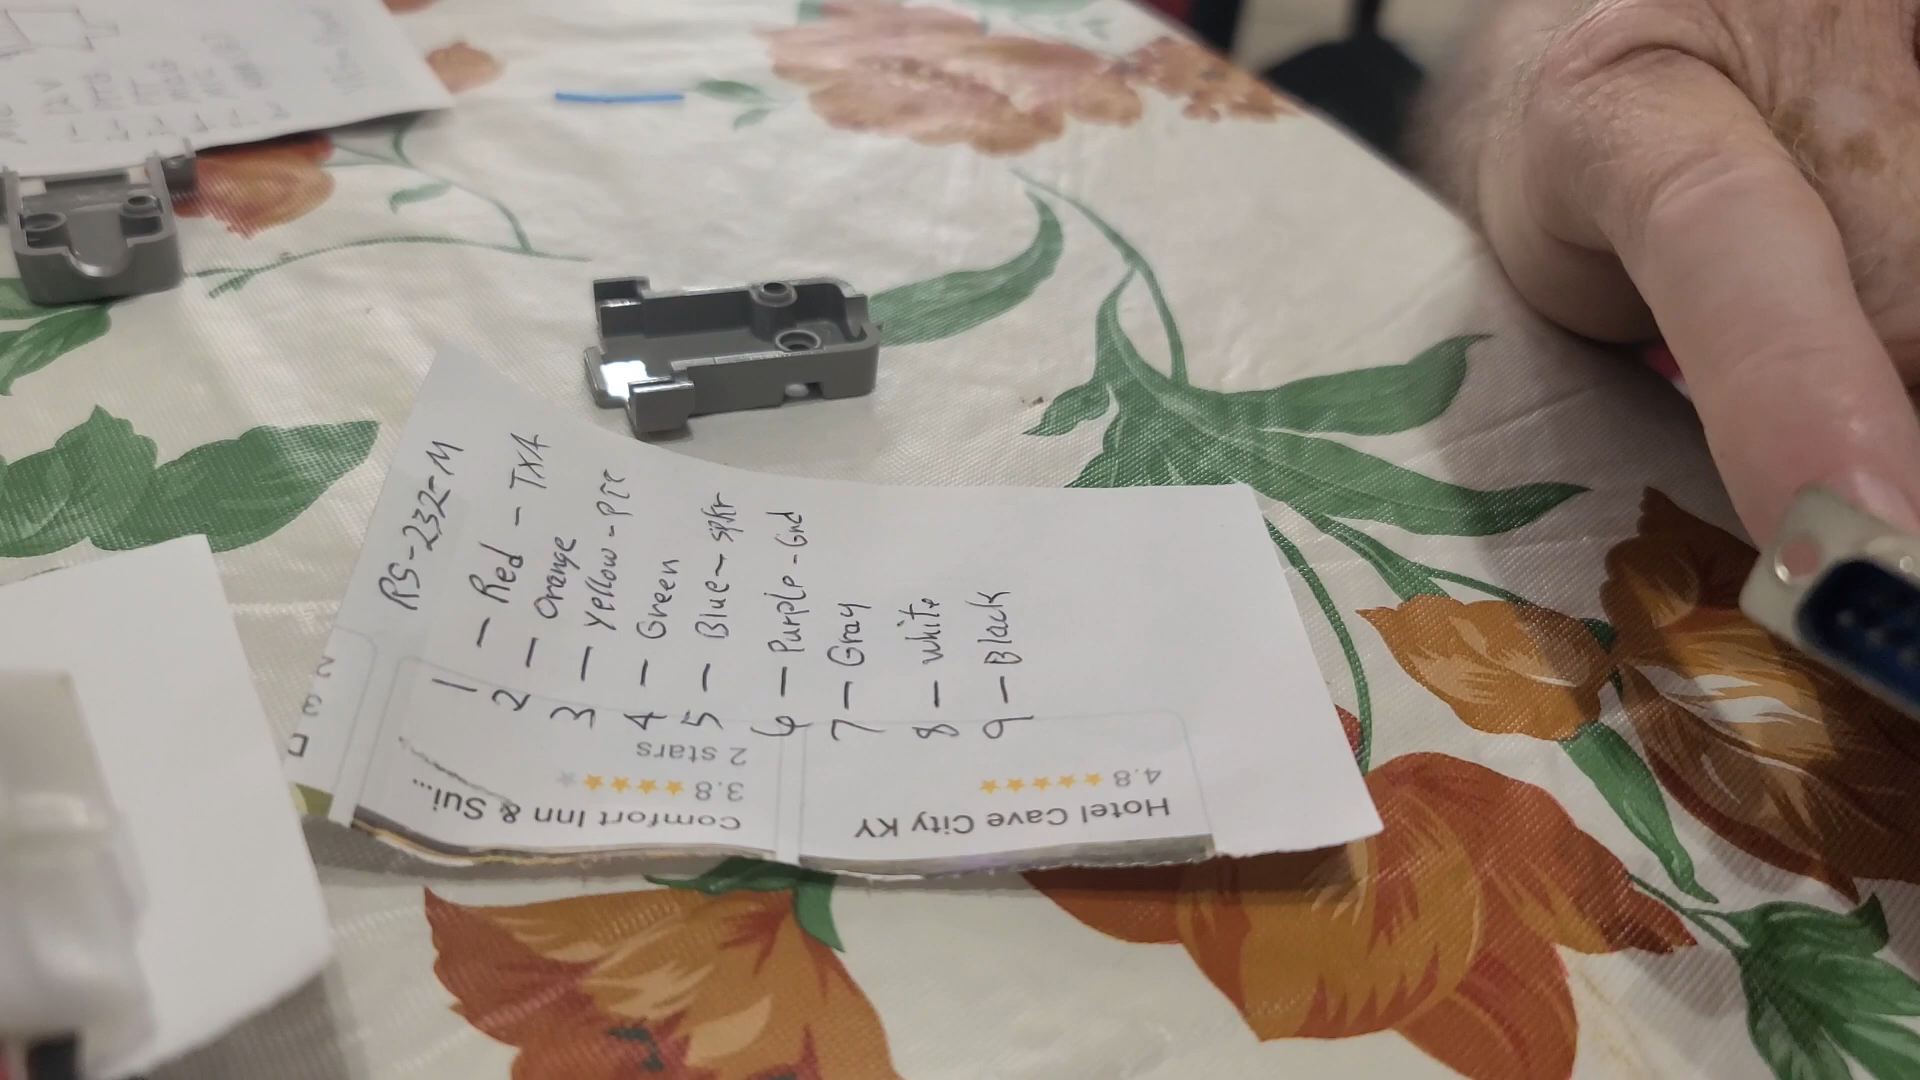 RS-232-M
1 - Red - TXA
2 - Orange
3 - Yellow - PTT
4 - Green
5 - Blue - spkr
6 - Purple - Gnd
7 - Gray
8 - white
9 - Black
Comfort Inn & Sui...
3.8
2 stars
Hotel Cave City KY
4.8